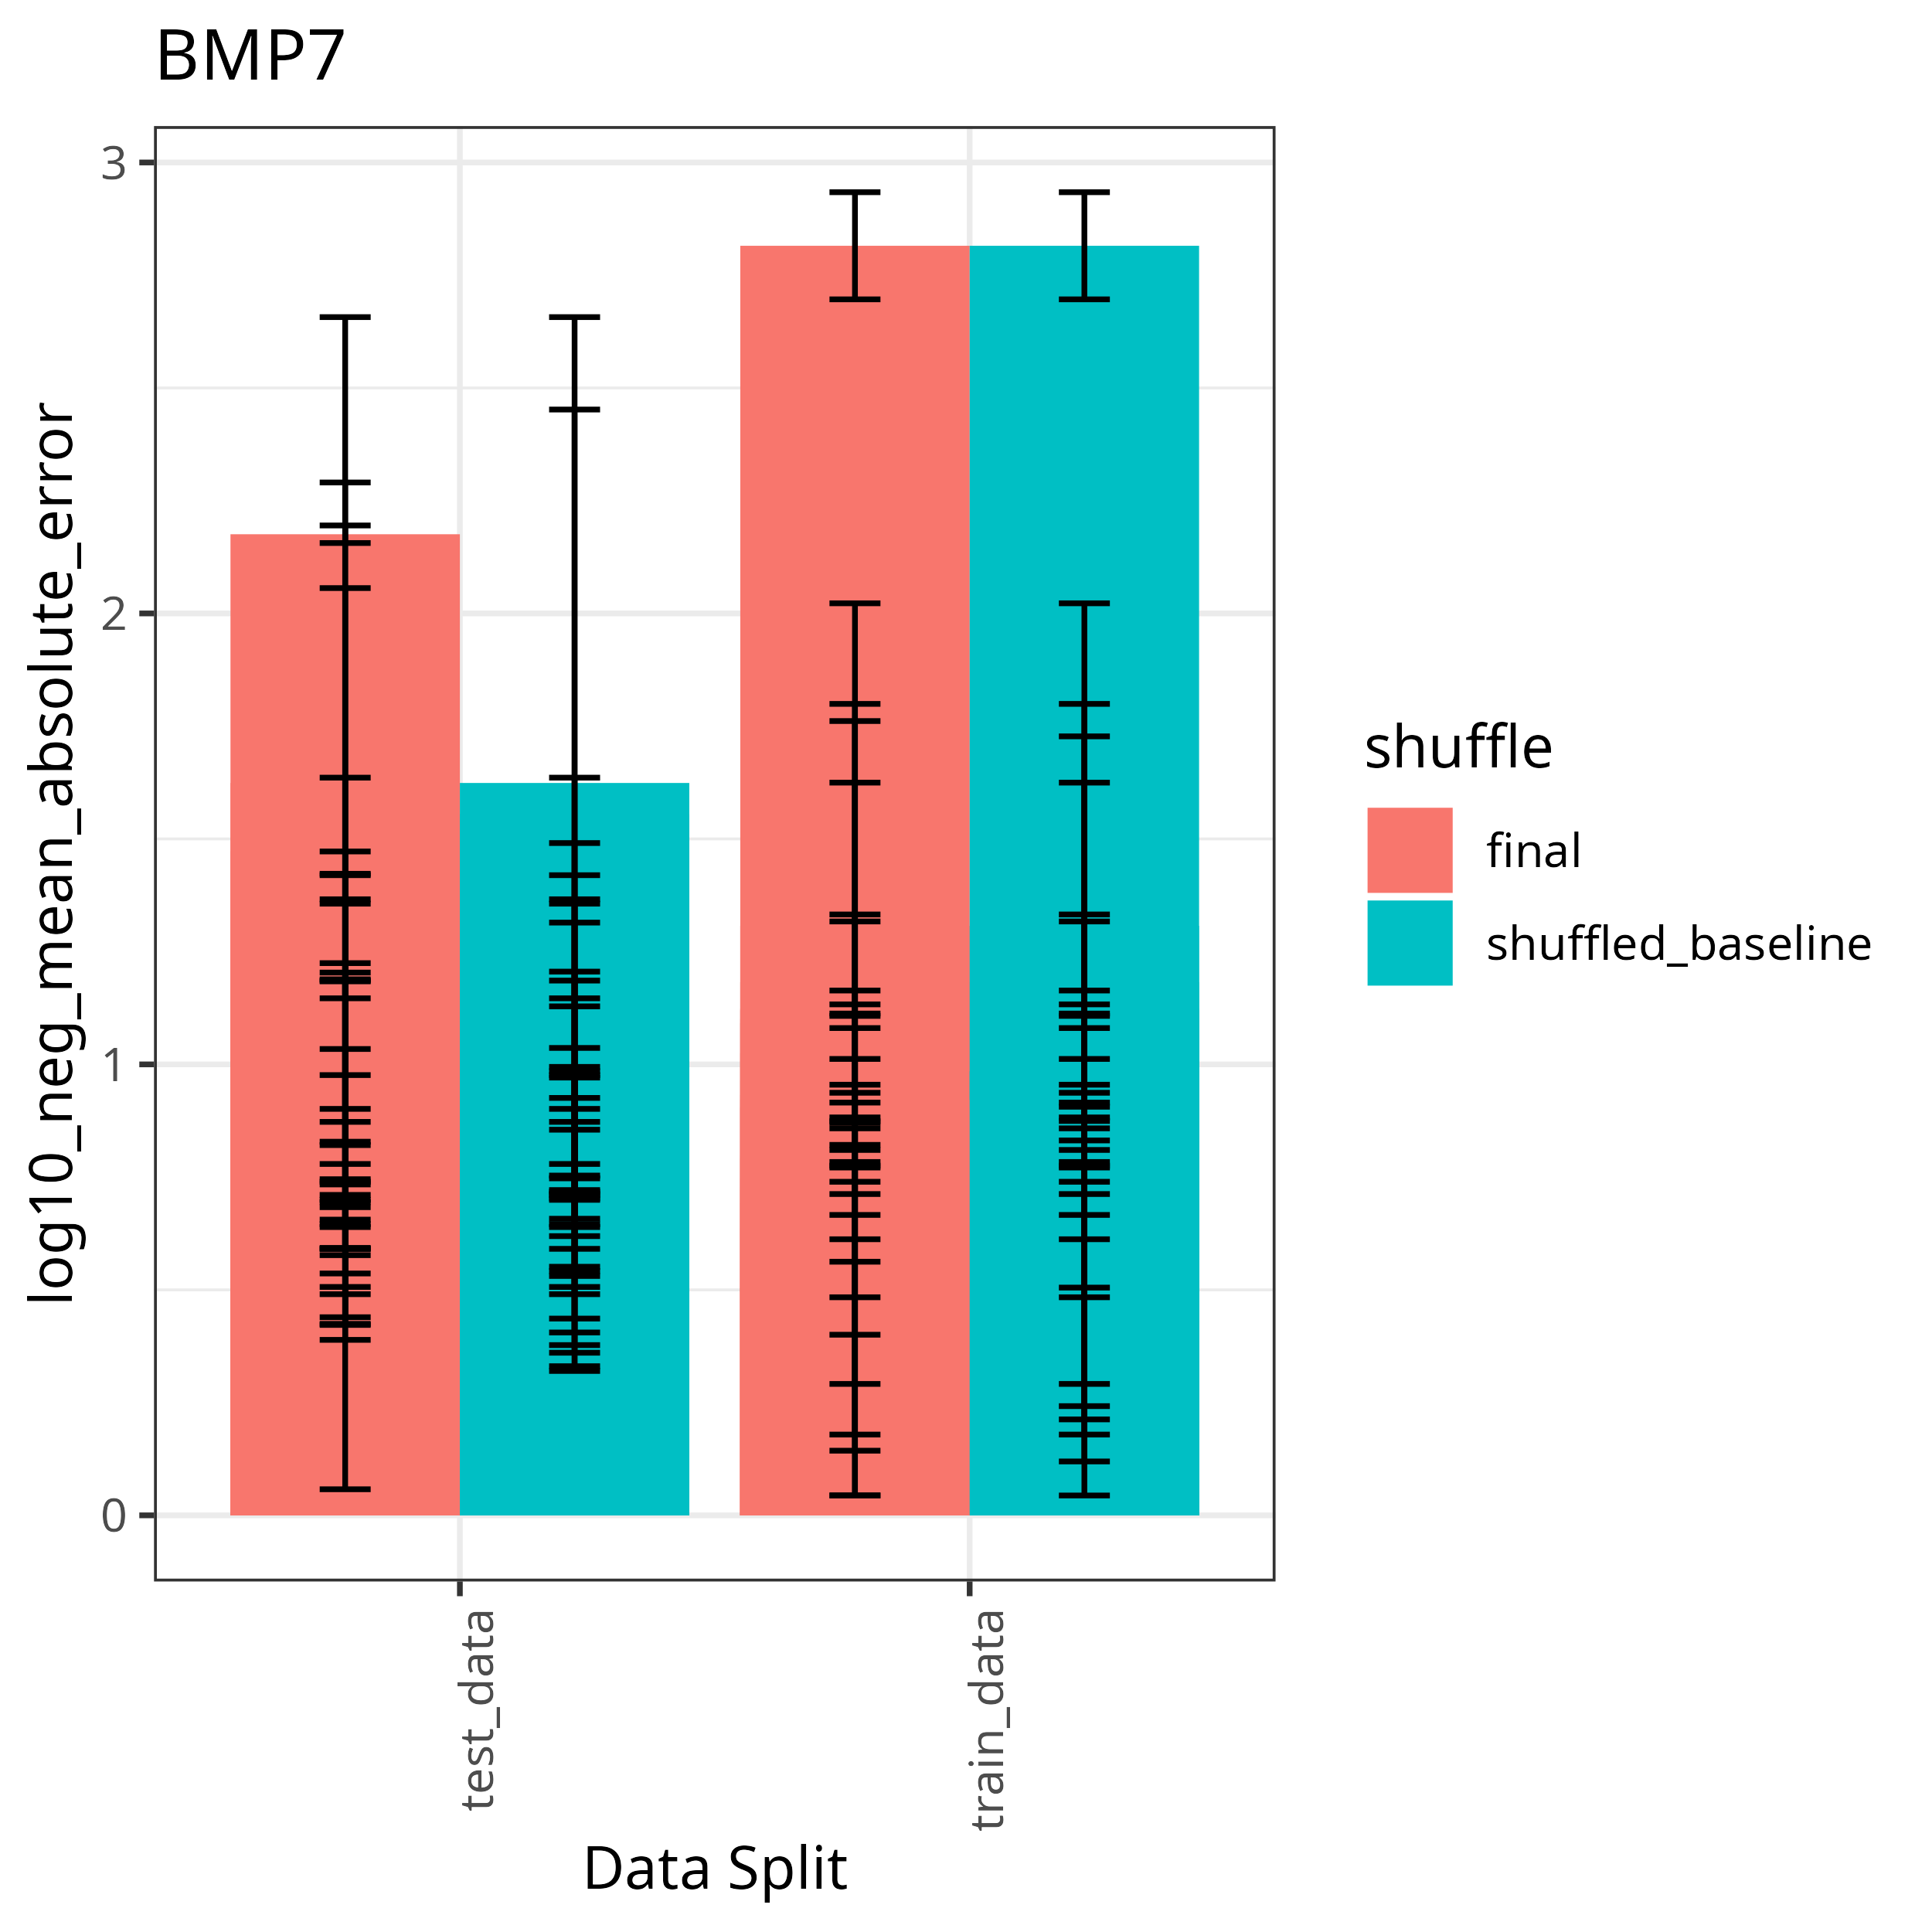 BMP7
log10_neg_mean_absolute_error
3
2
1
0
test_data
train_data
Data Split
shuffle
final
shuffled_baseline